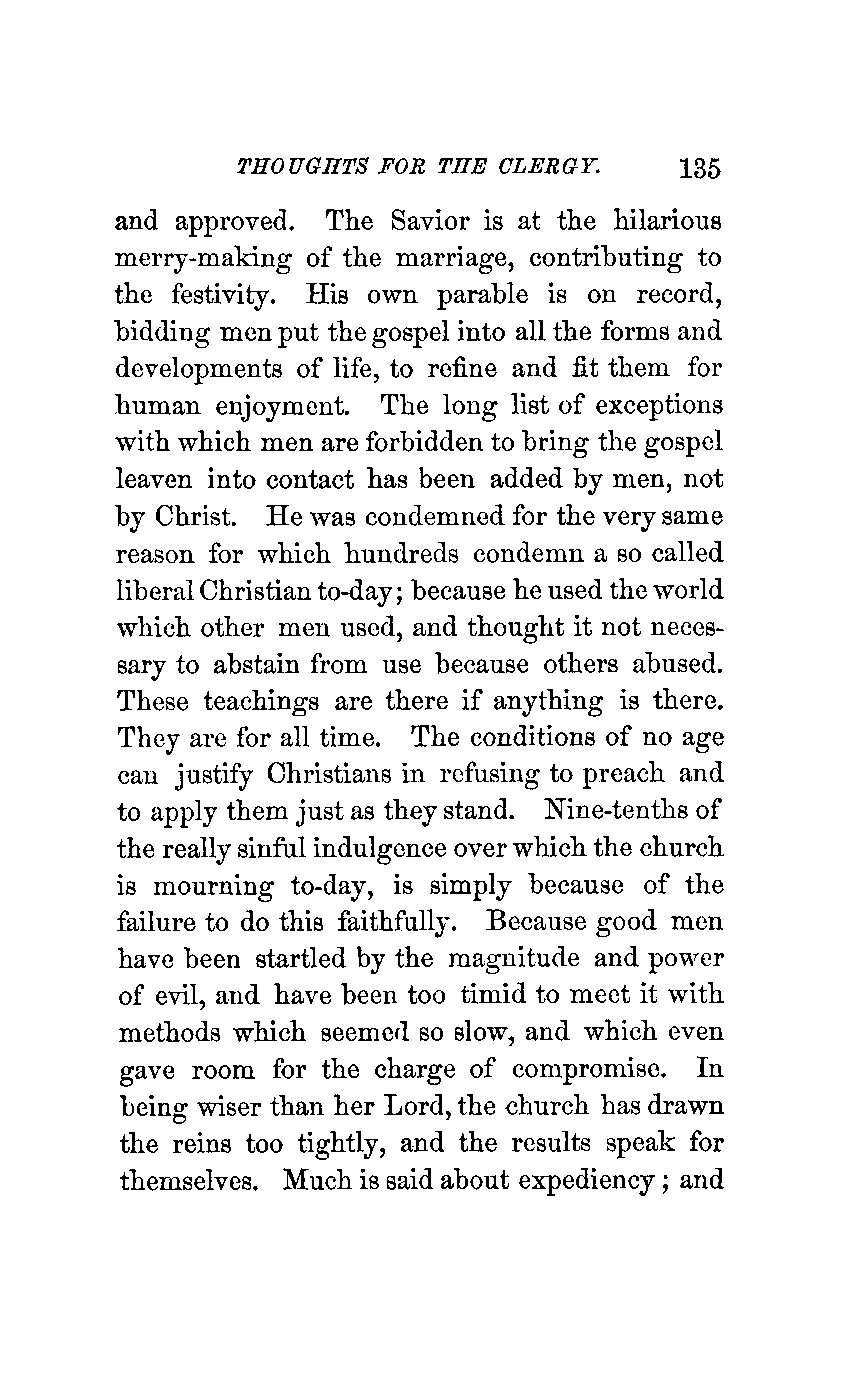 THOUGHTS FOR THE CLERGY. 135
and approved. The Savior is at the hilarious
merry-making of the marriage, contributing to
the festivity. His own parable is on record,
bidding men put the gospel into all the forms and
developments of life, to refine and fit them for
human enjoyment. The long list of exceptions
with which men are forbidden to bring the gospel
leaven into contact has been added by men, not
by Christ. He was condemned for the very same
reason for which hundreds condemn a so called
liberal Christian to-day; because he used the world
which other men used, and thought it not neces-
sary to abstain from use because others abused.
These teachings are there if anything is there.
They are for all time. The conditions of no age
can justify Christians in refusing to preach and
to apply them just as they stand. Nine-tenths of
the really sinful indulgence over which the church
is mourning to-day, is simply because of the
failure to do this faithfully. Because good men
have been startled by the magnitude and power
of evil, and have been too timid to meet it with
methods which seemed so slow, and which even
gave room for the charge of compromise. In
being wiser than her Lord, the church has drawn
the reins too tightly, and the results speak for
themselves. Much is said about expediency; and